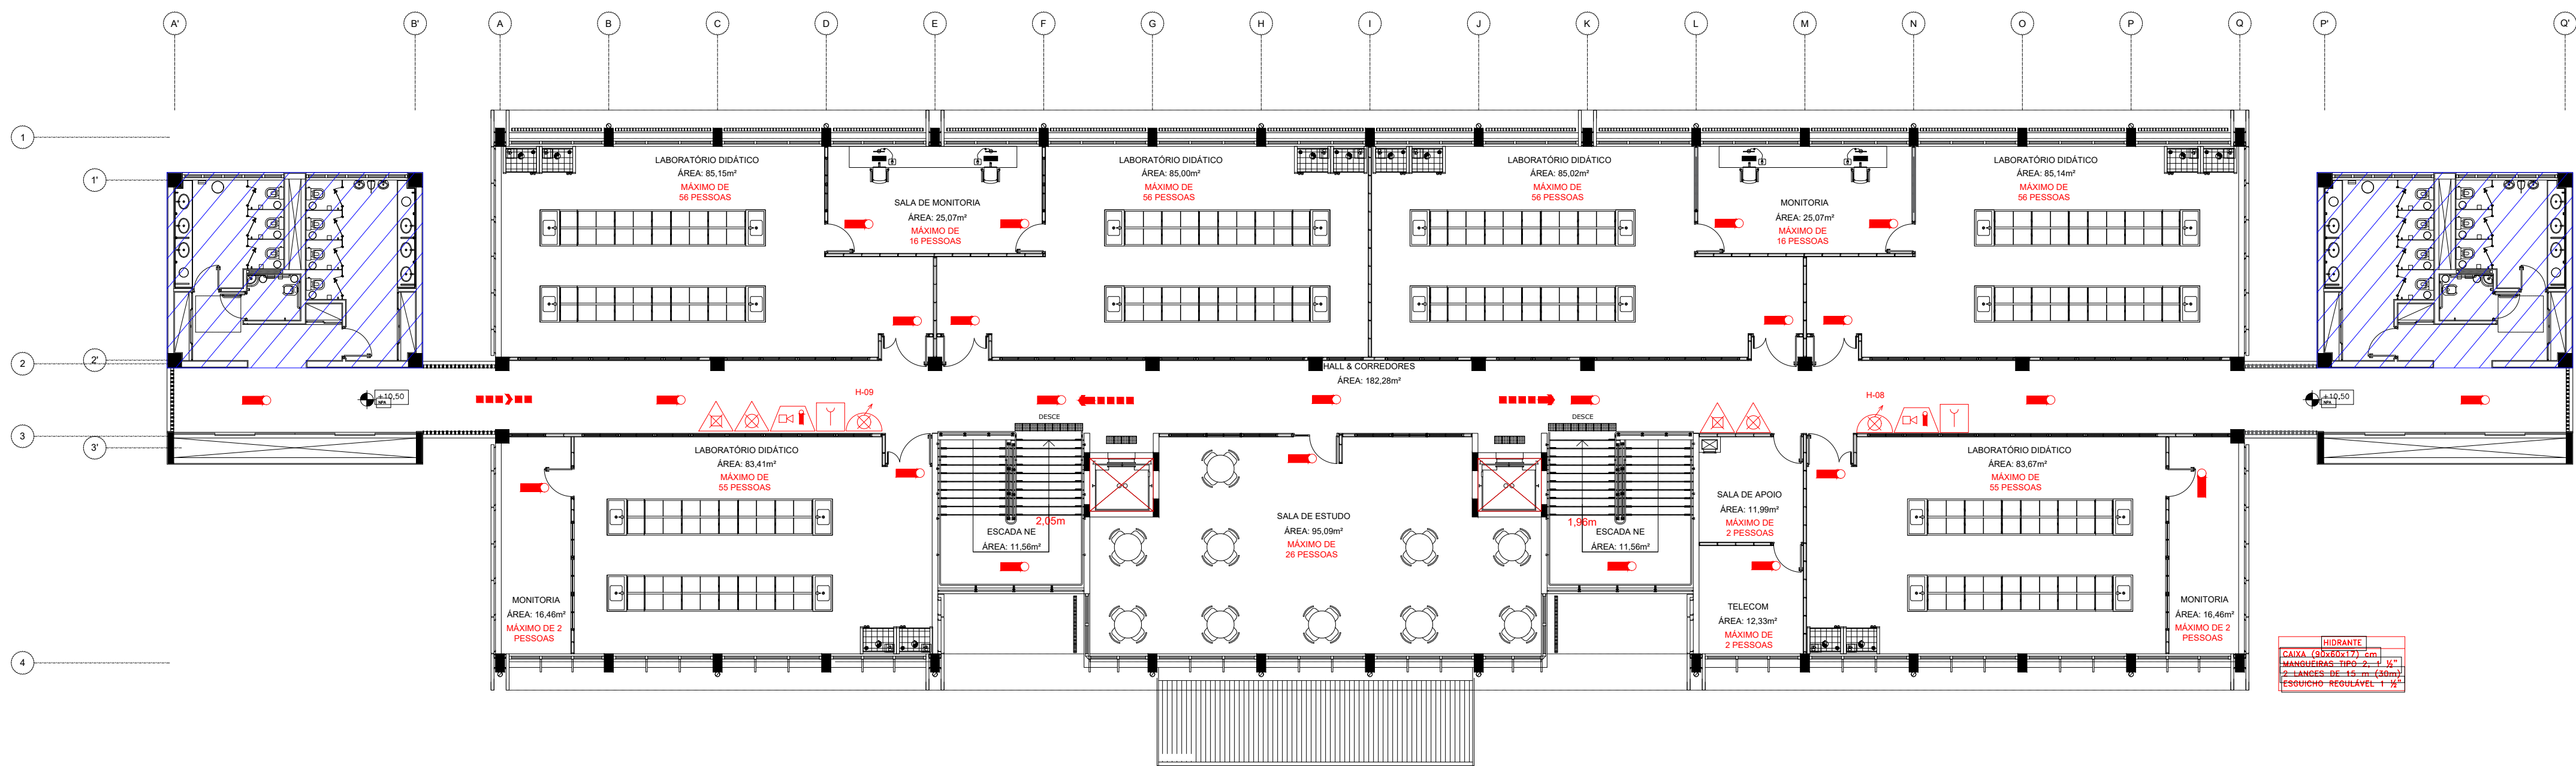 A'
B'
A
B
C
D
E
F
G
H
I
J
K
L
M
N
O
P
Q
P'
Q'
1
1'
2
2'
3
3'
4
LABORATÓRIO DIDÁTICO
ÁREA: 85,15m²
MÁXIMO DE
56 PESSOAS
SALA DE MONITORIA
ÁREA: 25,07m²
MÁXIMO DE
16 PESSOAS
LABORATÓRIO DIDÁTICO
ÁREA: 85,00m²
MÁXIMO DE
56 PESSOAS
LABORATÓRIO DIDÁTICO
ÁREA: 85,02m²
MÁXIMO DE
56 PESSOAS
MONITORIA
ÁREA: 25,07m²
MÁXIMO DE
16 PESSOAS
LABORATÓRIO DIDÁTICO
ÁREA: 85,14m²
MÁXIMO DE
56 PESSOAS
HALL & CORREDORES
ÁREA: 182,28m²
+10,50
NPA
H-09
DESCE
DESCE
H-08
+10,50
NPA
LABORATÓRIO DIDÁTICO
ÁREA: 83,41m²
MÁXIMO DE
55 PESSOAS
MONITORIA
ÁREA: 16,46m²
MÁXIMO DE 2
PESSOAS
2,05m
ESCADA NE
ÁREA: 11,56m²
SALA DE ESTUDO
ÁREA: 95,09m²
MÁXIMO DE
26 PESSOAS
1,96m
ESCADA NE
ÁREA: 11,56m²
SALA DE APOIO
ÁREA: 11,99m²
MÁXIMO DE
2 PESSOAS
TELECOM
ÁREA: 12,33m²
MÁXIMO DE
2 PESSOAS
LABORATÓRIO DIDÁTICO
ÁREA: 83,67m²
MÁXIMO DE
55 PESSOAS
MONITORIA
ÁREA: 16,46m²
MÁXIMO DE 2
PESSOAS
HIDRANTE
CAIXA (90x60x17) cm
MANGUEIRAS TIPO 2, 1 ½"
2 LANCES DE 15 m (30m)
ESGUICHO REGULÁVEL 1 ½"